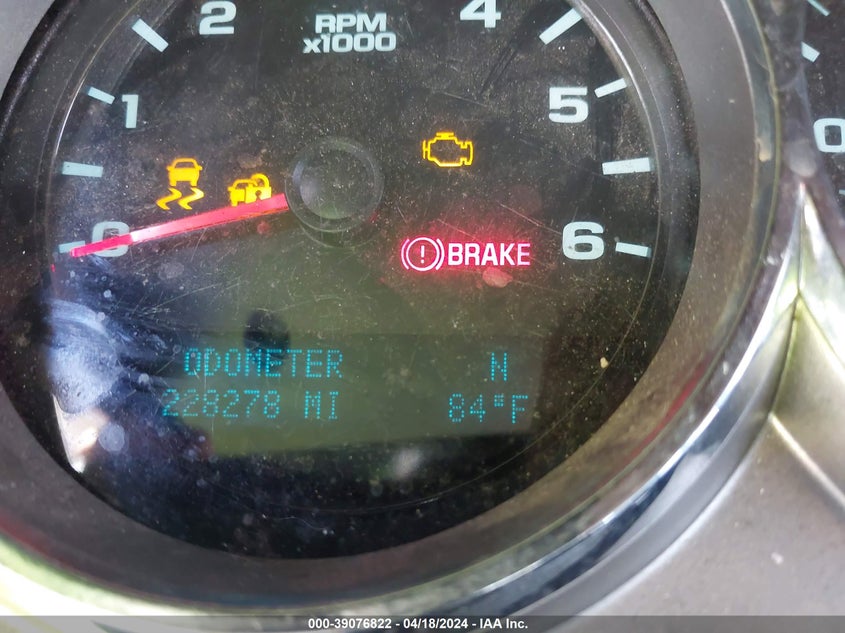 2 RPM 4
x1000
1 5
0 6
(!) BRAKE
ODOMETER N
228278 MI 84°F
0
000-39076822 - 04/18/2024 - IAA Inc.